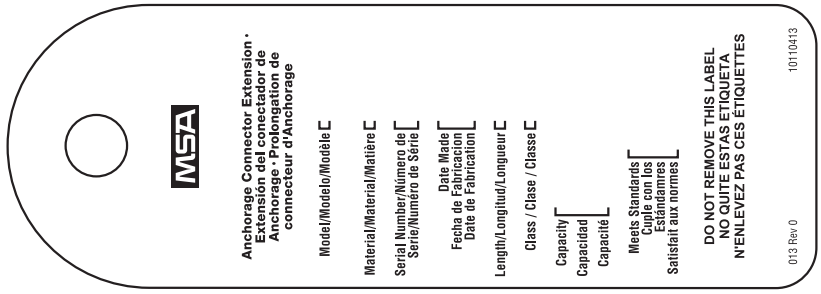 MSA
Anchorage Connector Extension •
Extensión del conectador de
Anchorage • Prolongation de
connecteur d'Anchorage
Model/Modelo/Modèle
Material/Material/Matière
Serial Number/Número de
Serie/Numéro de Série
Date Made
Fecha de Fabricacion
Date de Fabrication
Length/Longitud/Longueur
Class / Clase / Classe
Capacity
Capacidad
Capacité
Meets Standards
Cuple con los
Estándamres
Satisfait aux normes
DO NOT REMOVE THIS LABEL
NO QUITE ESTAS ETIQUETA
N'ENLEVEZ PAS CES ÉTIQUETTES
013 Rev 0
10110413